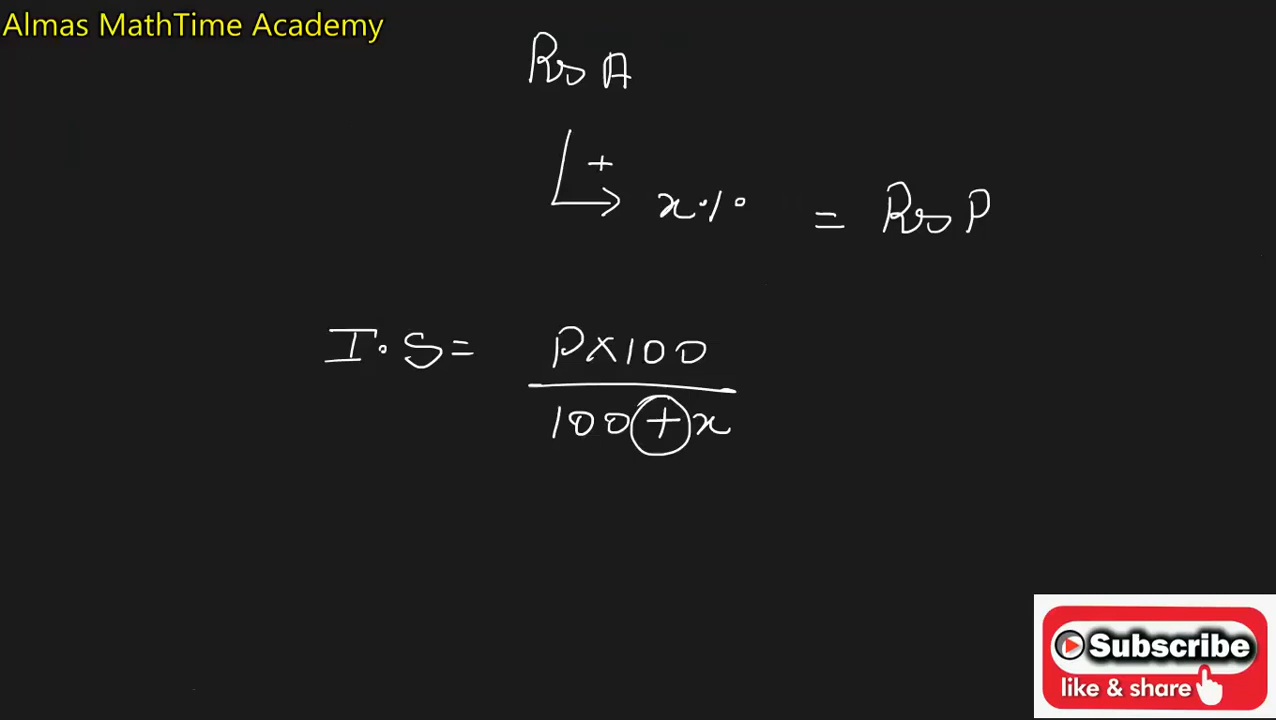 Almas MathTime Academy
Rs A
+
x% = Rs P
I.S = P×100
100+x
Subscribe
like & share